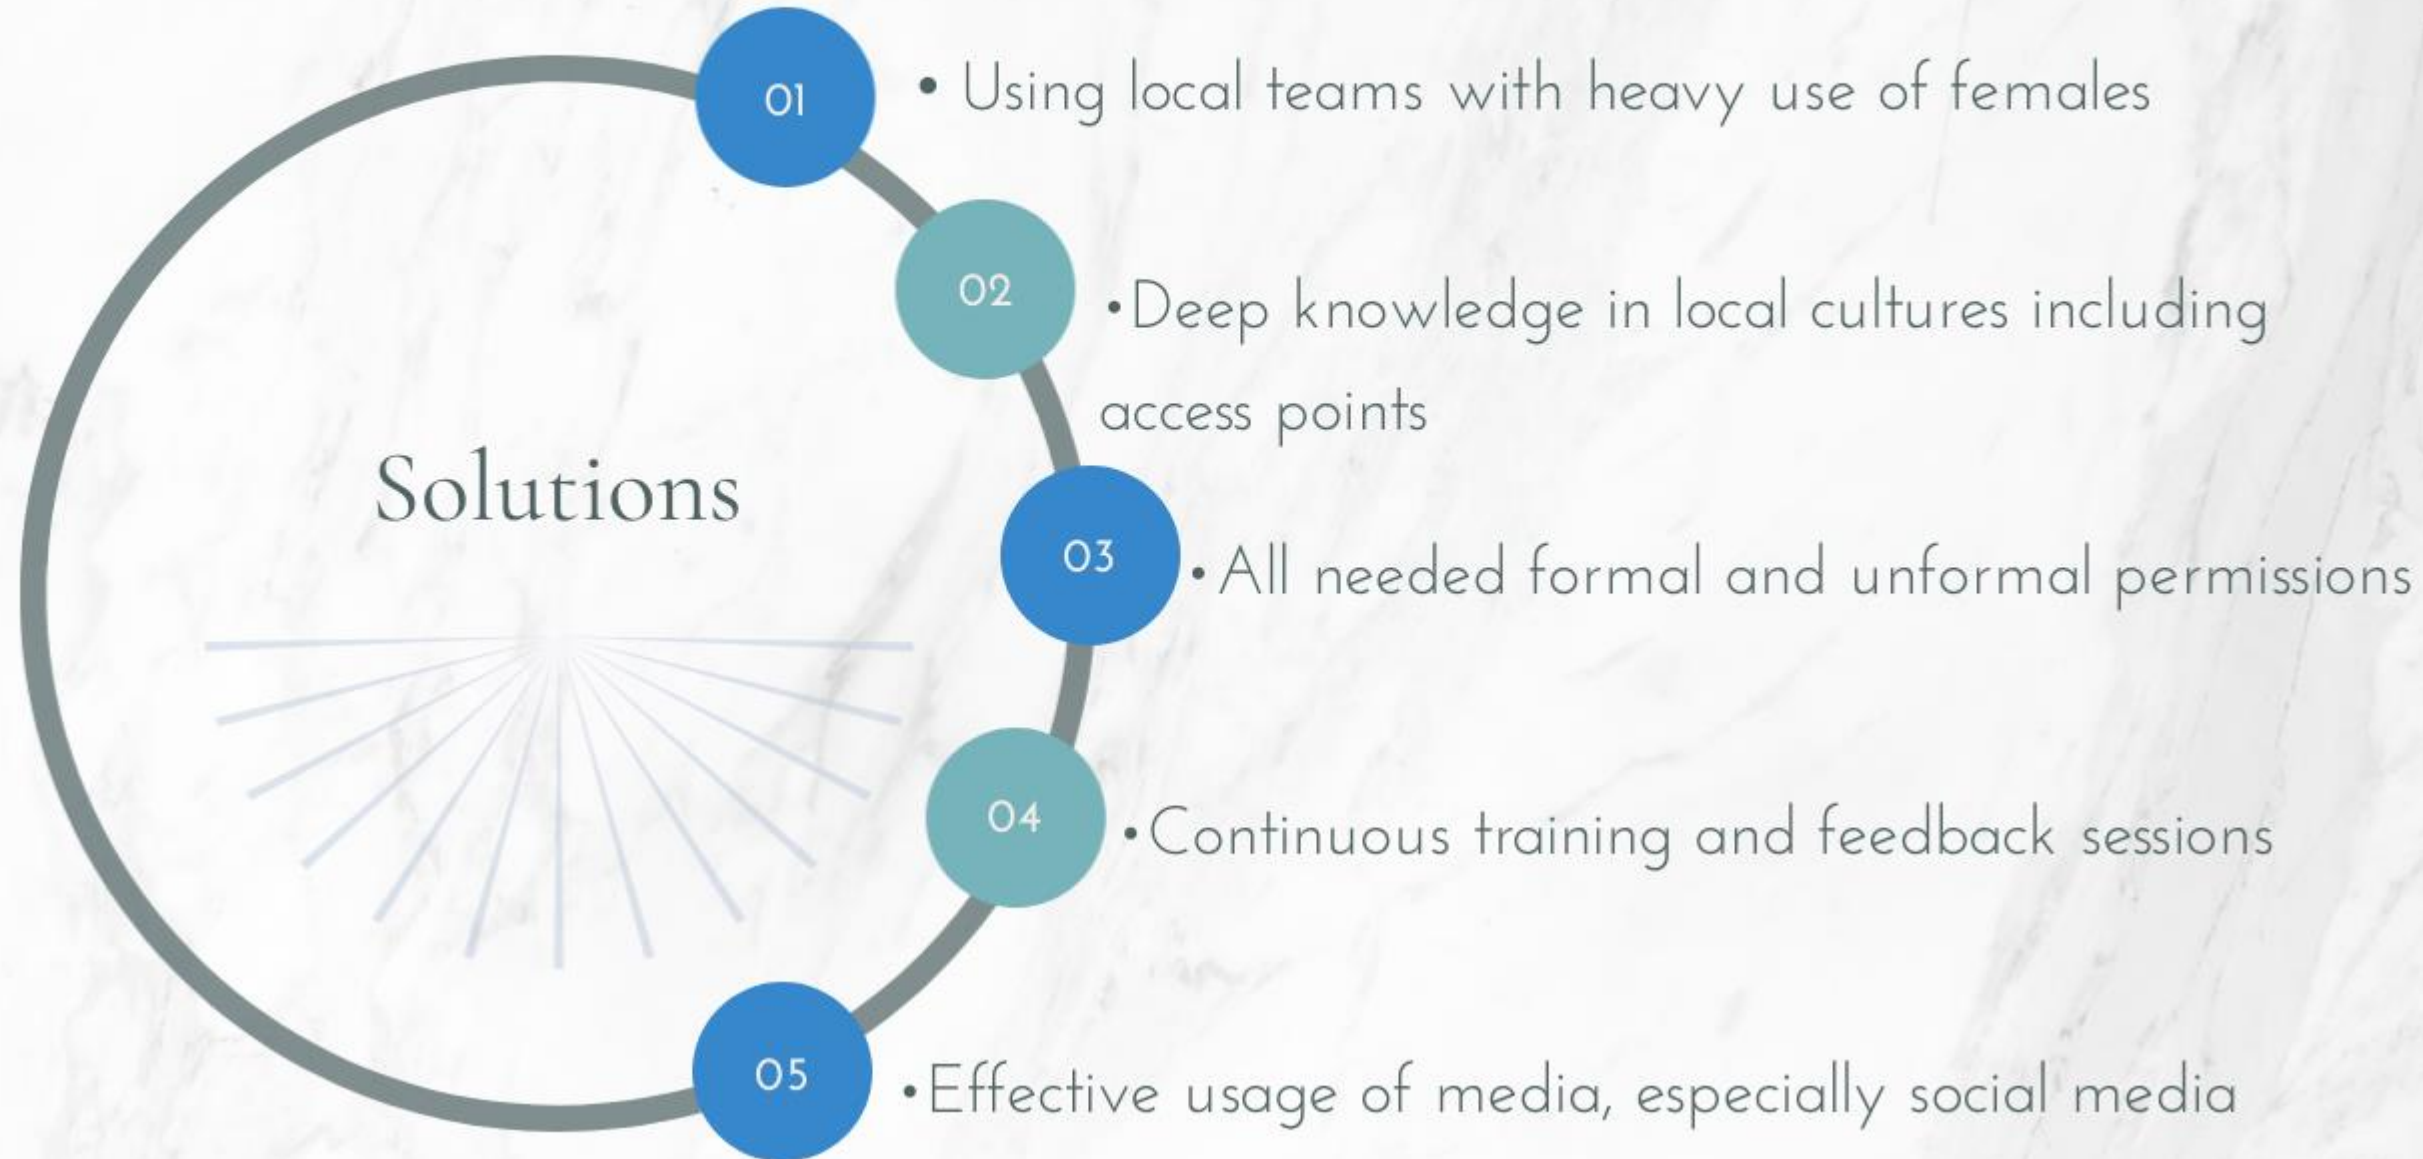 Solutions
01
• Using local teams with heavy use of females
02
•Deep knowledge in local cultures including
access points
03
•All needed formal and unformal permissions
04
•Continuous training and feedback sessions
05
•Effective usage of media, especially social media